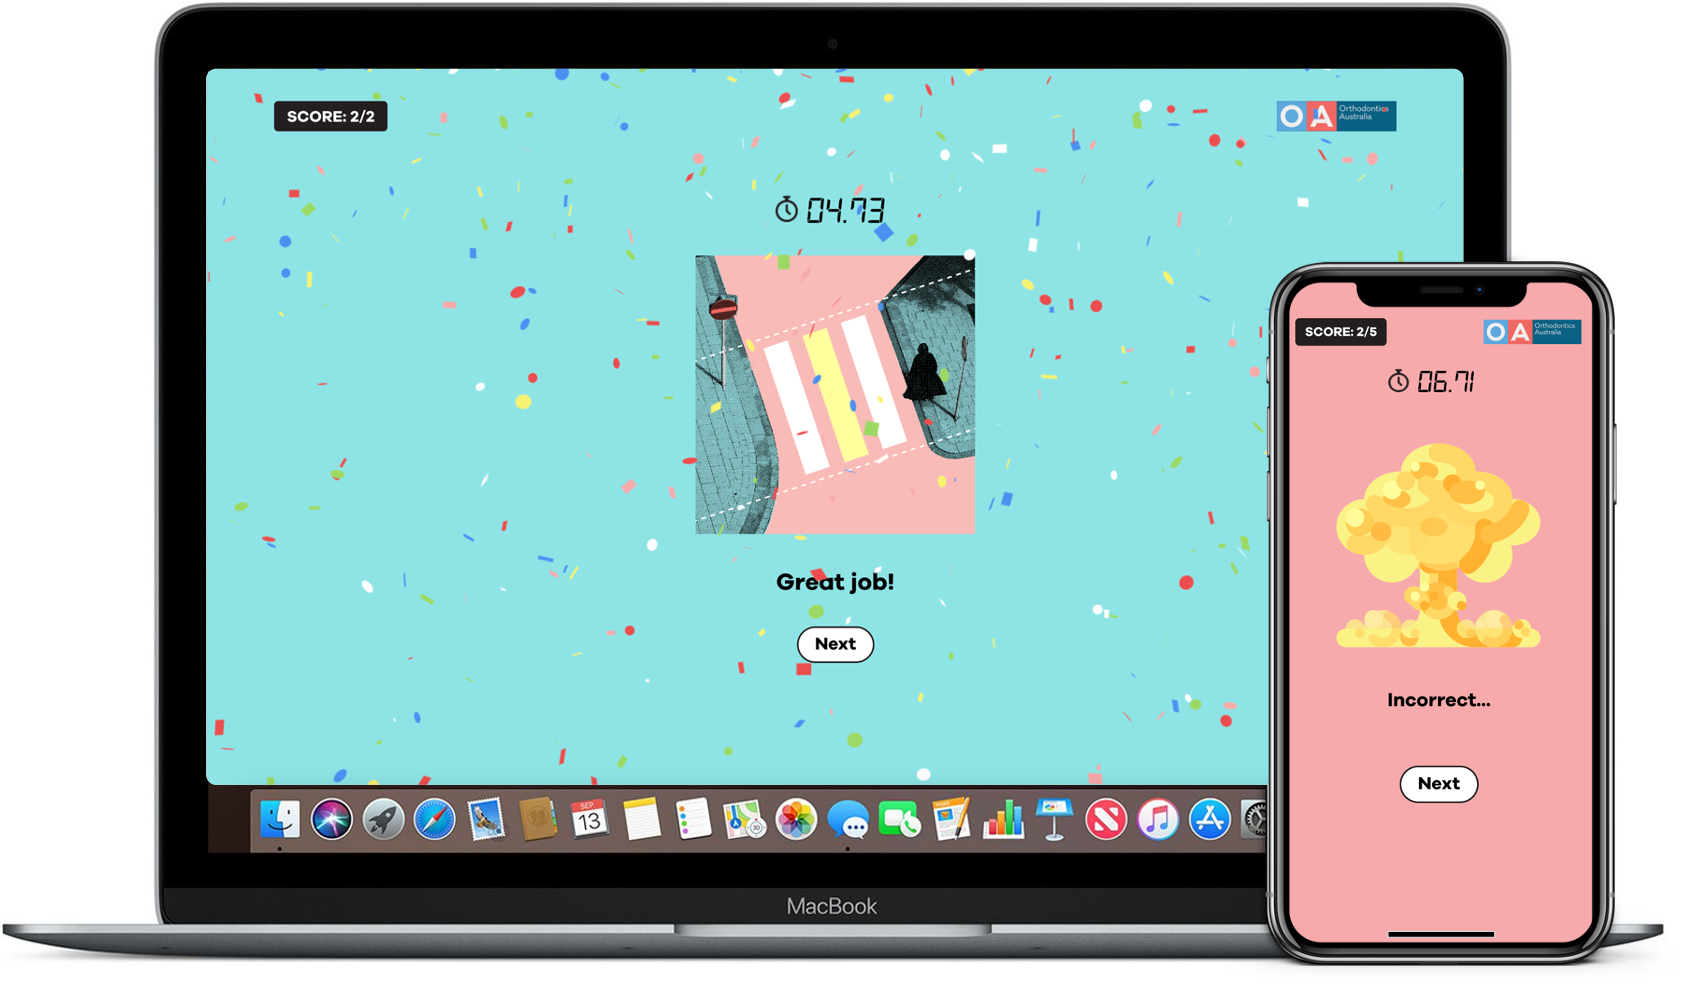 SCORE: 2/2
O A Orthodontics
Australia
04.73
Great job!
Next
SEP
13
MacBook
SCORE: 2/5
O A Orthodontics
Australia
06.71
Incorrect...
Next